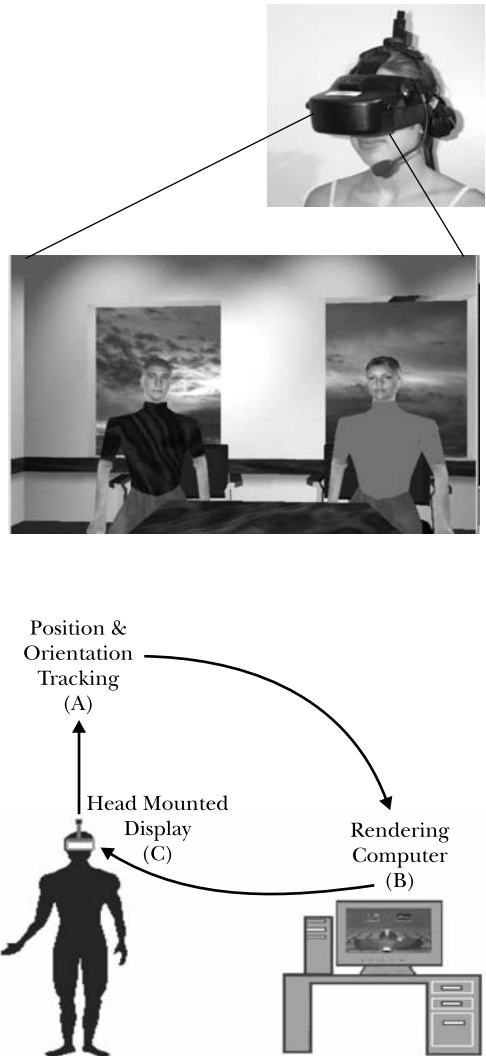 Position &
Orientation
Tracking
(A)
Head Mounted
Display
(C)
Rendering
Computer
(B)